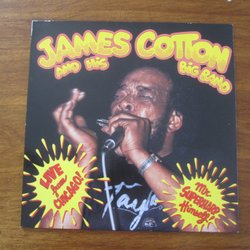 JAMES COTTON
AND HIS
BIG BAND
LIVE
from
CHICAGO!
Mr.
Superharp
Himself!